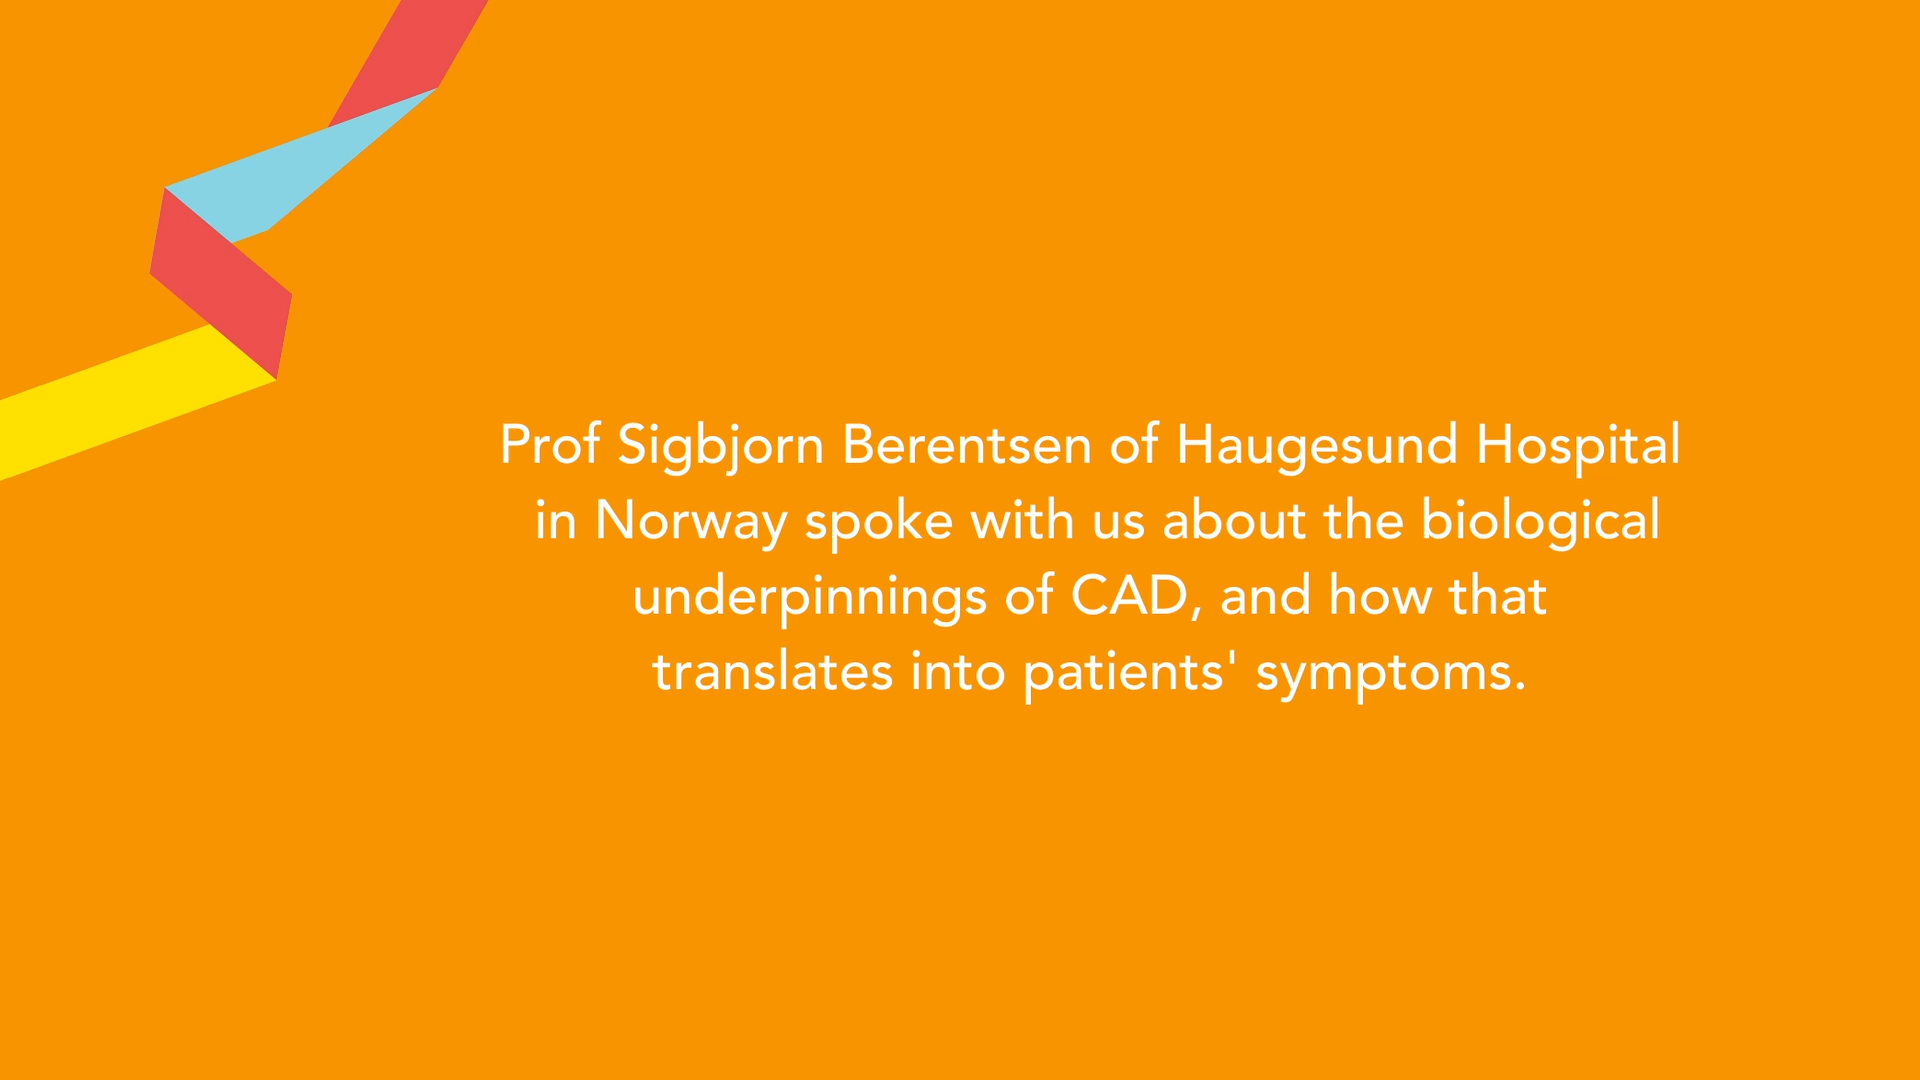 Prof Sigbjorn Berentsen of Haugesund Hospital
in Norway spoke with us about the biological
underpinnings of CAD, and how that
translates into patients' symptoms.